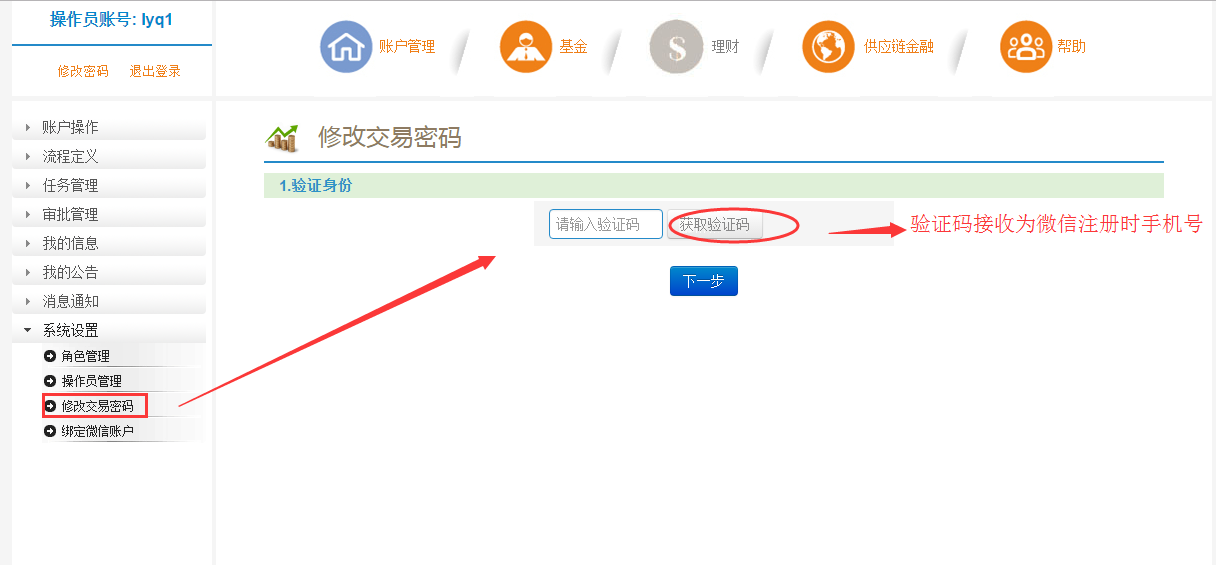 操作员账号: lyq1
修改密码 退出登录
账户管理 基金 理财 供应链金融 帮助
账户操作
流程定义
任务管理
审批管理
我的信息
我的公告
消息通知
系统设置
角色管理
操作员管理
修改交易密码
绑定微信账户
修改交易密码
1.验证身份
请输入验证码 获取验证码 验证码接收为微信注册时手机号
下一步